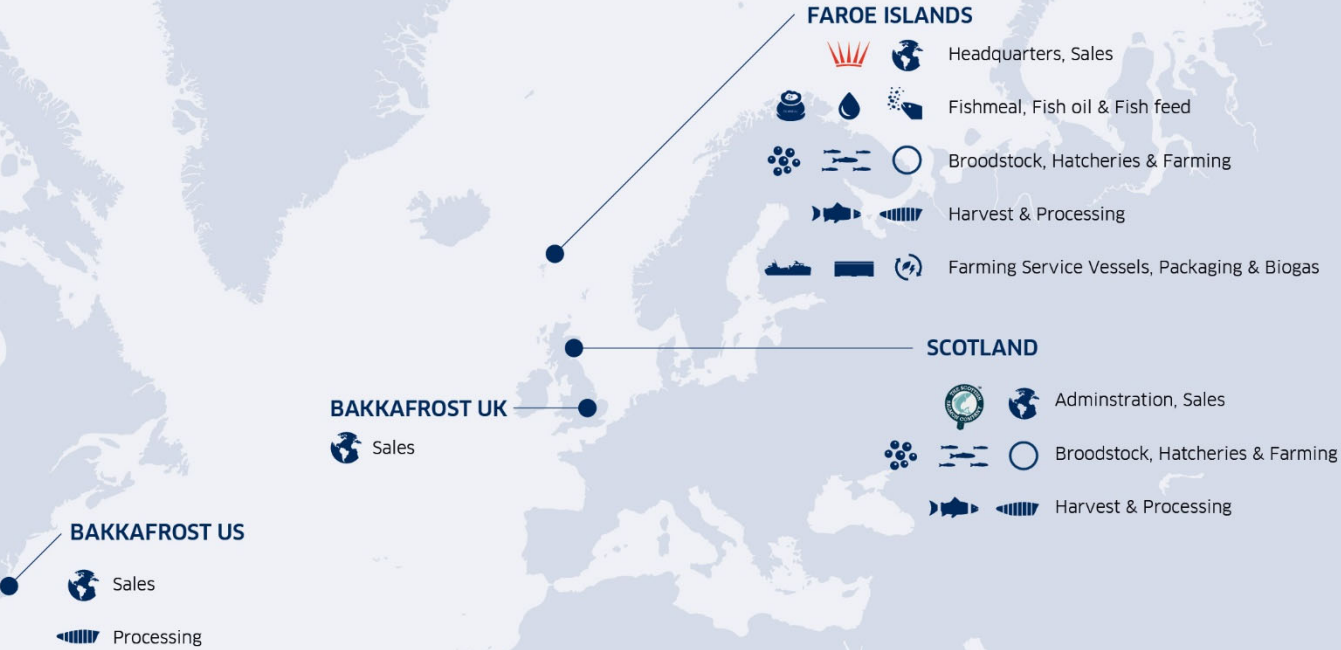 FAROE ISLANDS
Headquarters, Sales
Fishmeal, Fish oil & Fish feed
Broodstock, Hatcheries & Farming
Harvest & Processing
Farming Service Vessels, Packaging & Biogas
SCOTLAND
Adminstration, Sales
Broodstock, Hatcheries & Farming
Harvest & Processing
BAKKAFROST UK
Sales
BAKKAFROST US
Sales
Processing